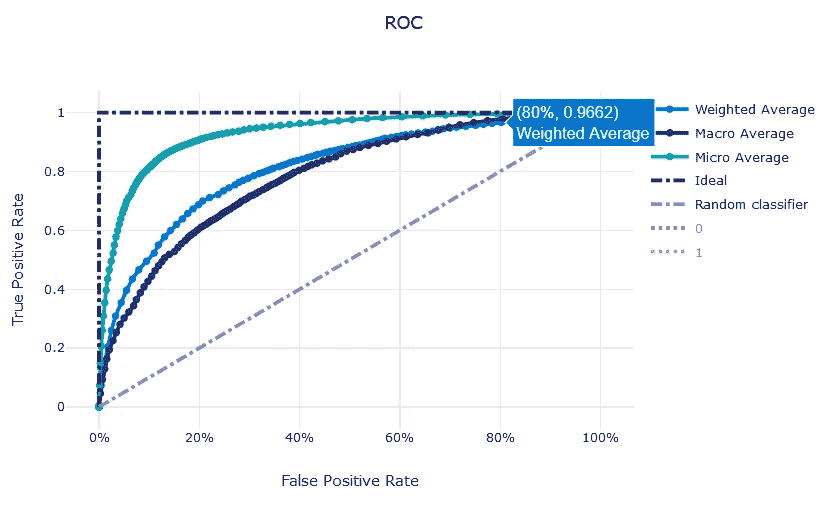 ROC
(80%, 0.9662)
Weighted Average
Weighted Average
Macro Average
Micro Average
Ideal
Random classifier
0
1
True Positive Rate
1
0.8
0.6
0.4
0.2
0
0%
20%
40%
60%
80%
100%
False Positive Rate